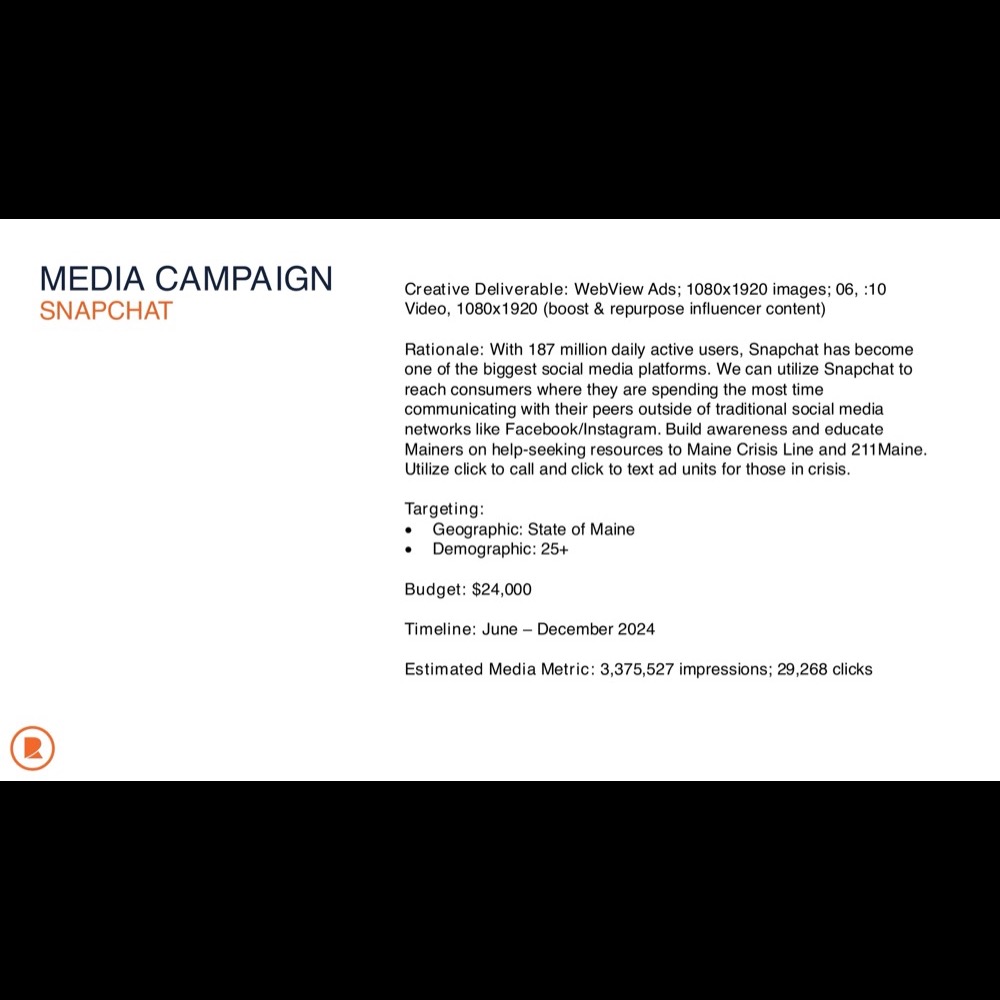 MEDIA CAMPAIGN
SNAPCHAT
Creative Deliverable: WebView Ads; 1080x1920 images; 06, :10
Video, 1080x1920 (boost & repurpose influencer content)
Rationale: With 187 million daily active users, Snapchat has become
one of the biggest social media platforms. We can utilize Snapchat to
reach consumers where they are spending the most time
communicating with their peers outside of traditional social media
networks like Facebook/Instagram. Build awareness and educate
Mainers on help-seeking resources to Maine Crisis Line and 211Maine.
Utilize click to call and click to text ad units for those in crisis.
Targeting:
• Geographic: State of Maine
• Demographic: 25+
Budget: $24,000
Timeline: June – December 2024
Estimated Media Metric: 3,375,527 impressions; 29,268 clicks
R